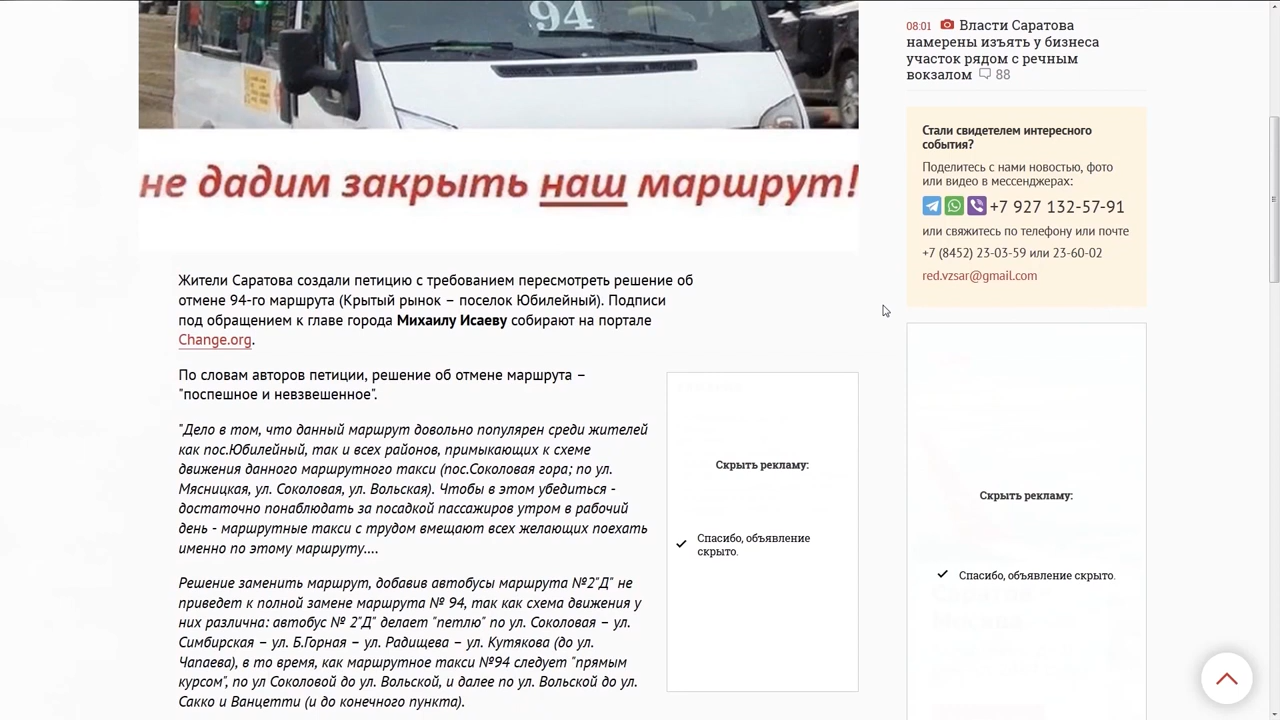 94
не дадим закрыть наш маршрут!
Жители Саратова создали петицию с требованием пересмотреть решение об
отмене 94-го маршрута (Крытый рынок – поселок Юбилейный). Подписи
под обращением к главе города Михаилу Исаеву собирают на портале
Change.org.
По словам авторов петиции, решение об отмене маршрута –
"поспешное и невзвешенное".
"Дело в том, что данный маршрут довольно популярен среди жителей
как пос.Юбилейный, так и всех районов, примыкающих к схеме
движения данного маршрутного такси (пос.Соколовая гора; по ул.
Мясницкая, ул. Соколовая, ул. Вольская). Чтобы в этом убедиться -
достаточно понаблюдать за посадкой пассажиров утром в рабочий
день - маршрутные такси с трудом вмещают всех желающих поехать
именно по этому маршруту….
Решение заменить маршрут, добавив автобусы маршрута №2"Д" не
приведет к полной замене маршрута № 94, так как схема движения у
них различна: автобус № 2"Д" делает "петлю" по ул. Соколовая – ул.
Симбирская – ул. Б.Горная – ул. Радищева – ул. Кутякова (до ул.
Чапаева), в то время, как маршрутное такси №94 следует "прямым
курсом", по ул Соколовой до ул. Вольской, и далее по ул. Вольской до ул.
Сакко и Ванцетти (и до конечного пункта).
Скрыть рекламу:
Спасибо, объявление
скрыто.
08:01 Власти Саратова
намерены изъять у бизнеса
участок рядом с речным
вокзалом 88
Стали свидетелем интересного
события?
Поделитесь с нами новостью, фото
или видео в мессенджерах:
+7 927 132-57-91
или свяжитесь по телефону или почте
+7 (8452) 23-03-59 или 23-60-02
red.vzsar@gmail.com
Скрыть рекламу:
Спасибо, объявление скрыто.